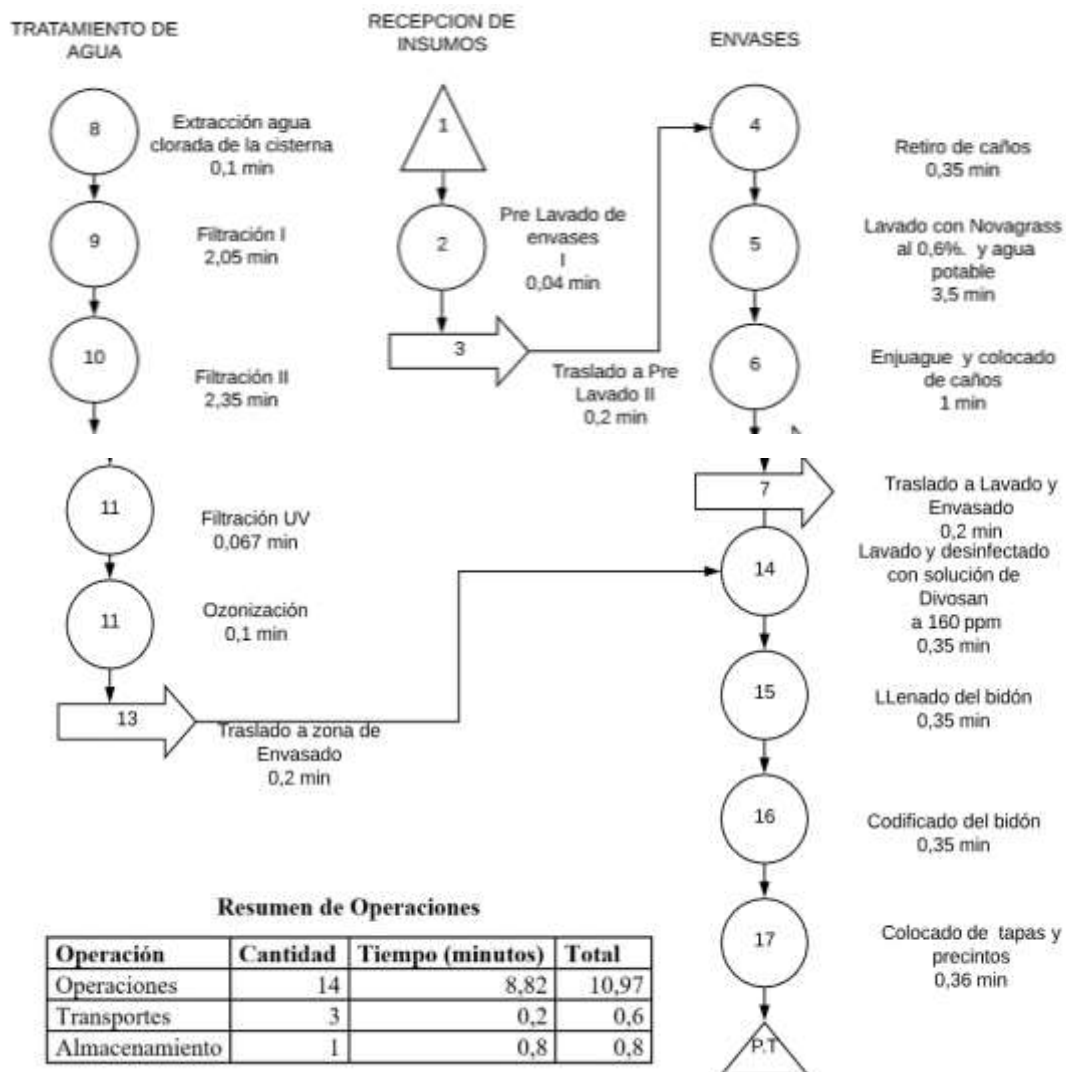 TRATAMIENTO DE
AGUA
8
Extracción agua
clorada de la cisterna
0,1 min
9
Filtración I
2,05 min
10
Filtración II
2,35 min
11
Filtración UV
0,067 min
11
Ozonización
0,1 min
13
Traslado a zona de
Envasado
0,2 min
RECEPCION DE
INSUMOS
1
2
Pre Lavado de
envases
I
0,04 min
3
Traslado a Pre
Lavado II
0,2 min
ENVASES
4
Retiro de caños
0,35 min
5
Lavado con Novagrass
al 0,6%. y agua
potable
3,5 min
6
Enjuague y colocado
de caños
1 min
7
Traslado a Lavado y
Envasado
0,2 min
14
Lavado y desinfectado
con solución de
Divosan
a 160 ppm
0,35 min
15
LLenado del bidón
0,35 min
16
Codificado del bidón
0,35 min
17
Colocado de tapas y
precintos
0,36 min
P.T
Resumen de Operaciones
Operación Cantidad Tiempo (minutos) Total
Operaciones 14 8,82 10,97
Transportes 3 0,2 0,6
Almacenamiento 1 0,8 0,8